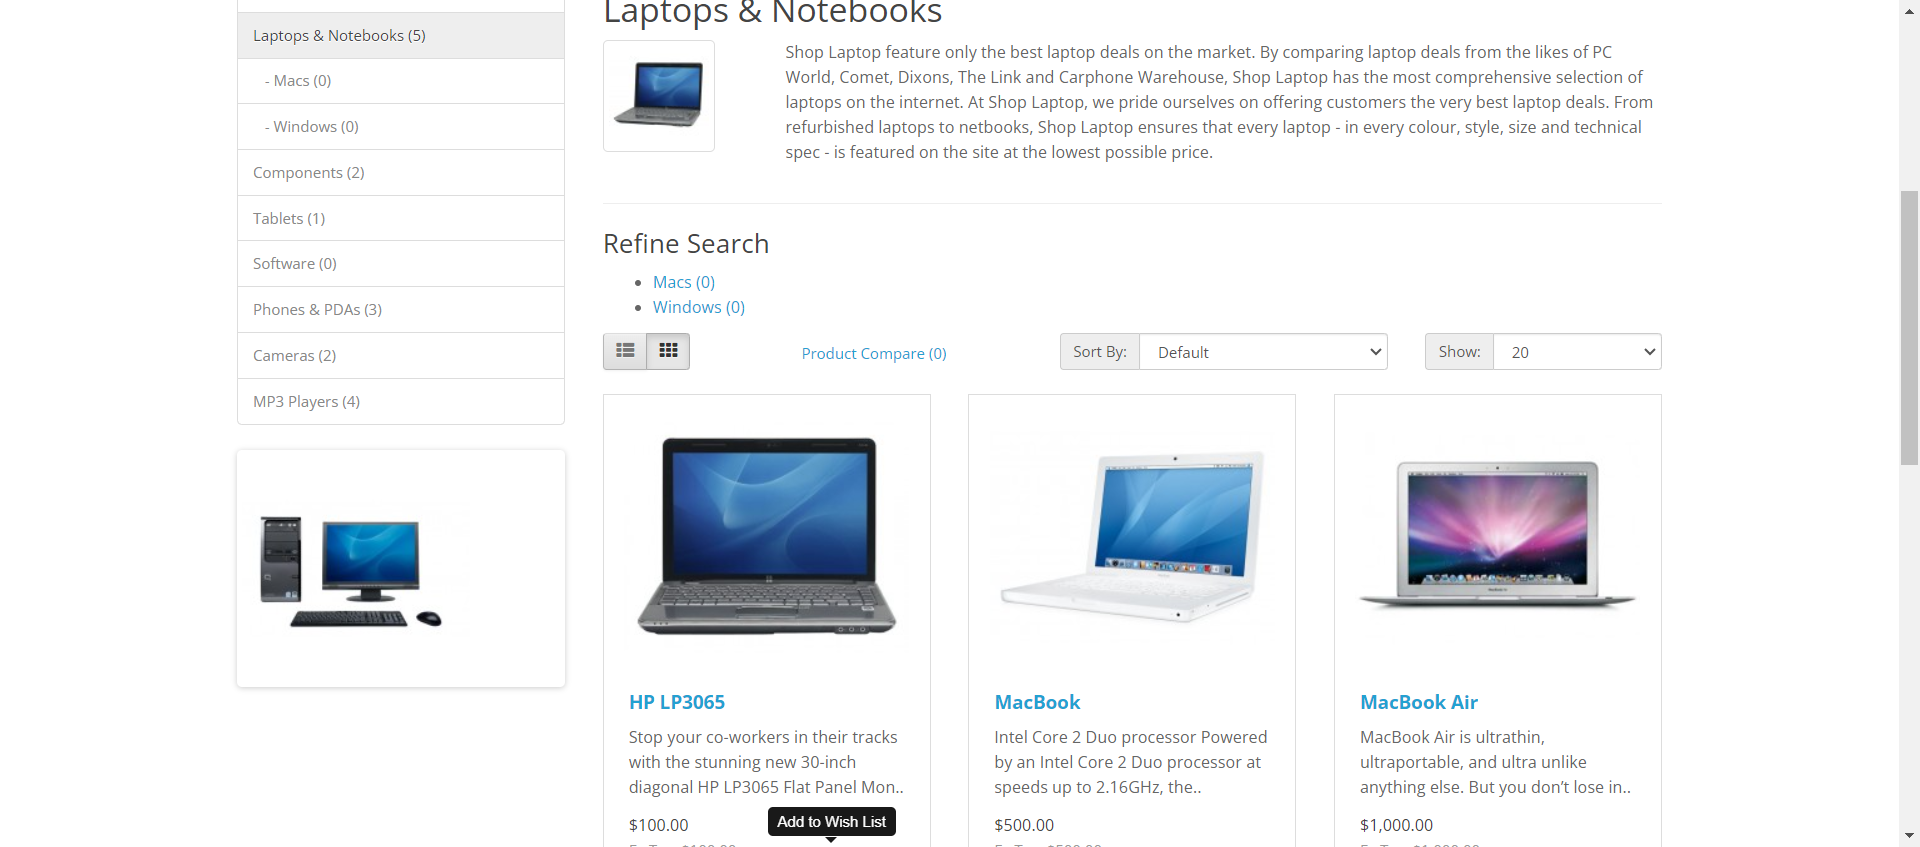 Laptops & Notebooks (5)
- Macs (0)
- Windows (0)
Components (2)
Tablets (1)
Software (0)
Phones & PDAs (3)
Cameras (2)
MP3 Players (4)
Laptops & Notebooks
Shop Laptop feature only the best laptop deals on the market. By comparing laptop deals from the likes of PC
World, Comet, Dixons, The Link and Carphone Warehouse, Shop Laptop has the most comprehensive selection of
laptops on the internet. At Shop Laptop, we pride ourselves on offering customers the very best laptop deals. From
refurbished laptops to netbooks, Shop Laptop ensures that every laptop - in every colour, style, size and technical
spec - is featured on the site at the lowest possible price.
Refine Search
Macs (0)
Windows (0)
Product Compare (0)
Sort By: Default
Show: 20
HP LP3065
Stop your co-workers in their tracks
with the stunning new 30-inch
diagonal HP LP3065 Flat Panel Mon..
$100.00
Add to Wish List
MacBook
Intel Core 2 Duo processor Powered
by an Intel Core 2 Duo processor at
speeds up to 2.16GHz, the..
$500.00
MacBook Air
MacBook Air is ultrathin,
ultraportable, and ultra unlike
anything else. But you don’t lose in..
$1,000.00